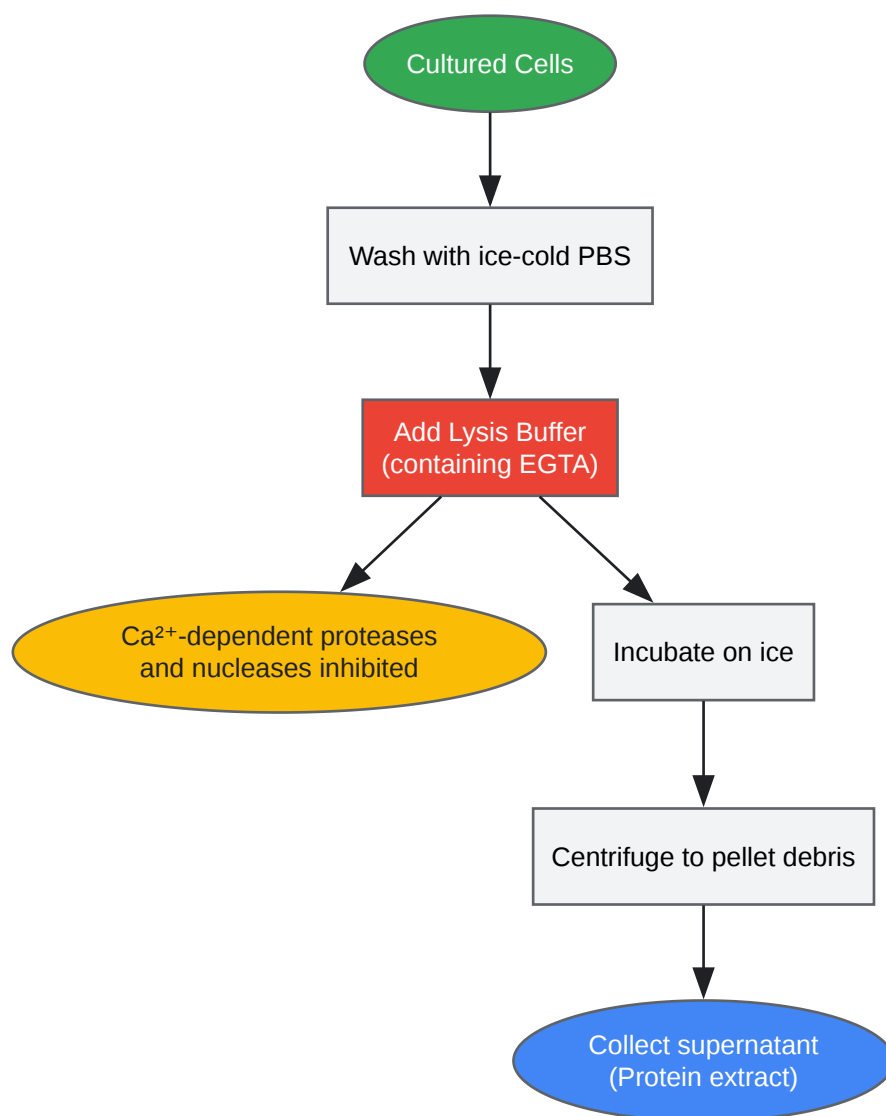 Cultured Cells
Wash with ice-cold PBS
Add Lysis Buffer
(containing EGTA)
Ca²⁺-dependent proteases
and nucleases inhibited
Incubate on ice
Centrifuge to pellet debris
Collect supernatant
(Protein extract)